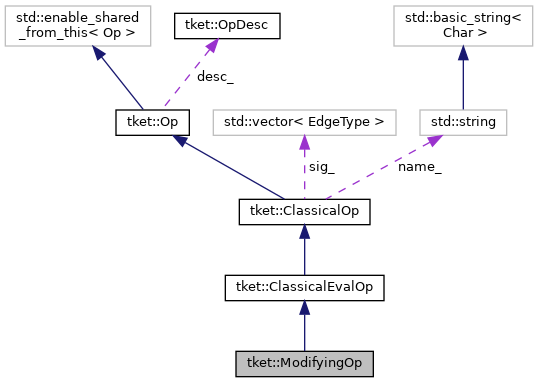 std::enable_shared
_from_this< Op >
tket::OpDesc
std::basic_string<
Char >
desc_
tket::Op
std::vector< EdgeType >
std::string
sig_
name_
tket::ClassicalOp
tket::ClassicalEvalOp
tket::ModifyingOp